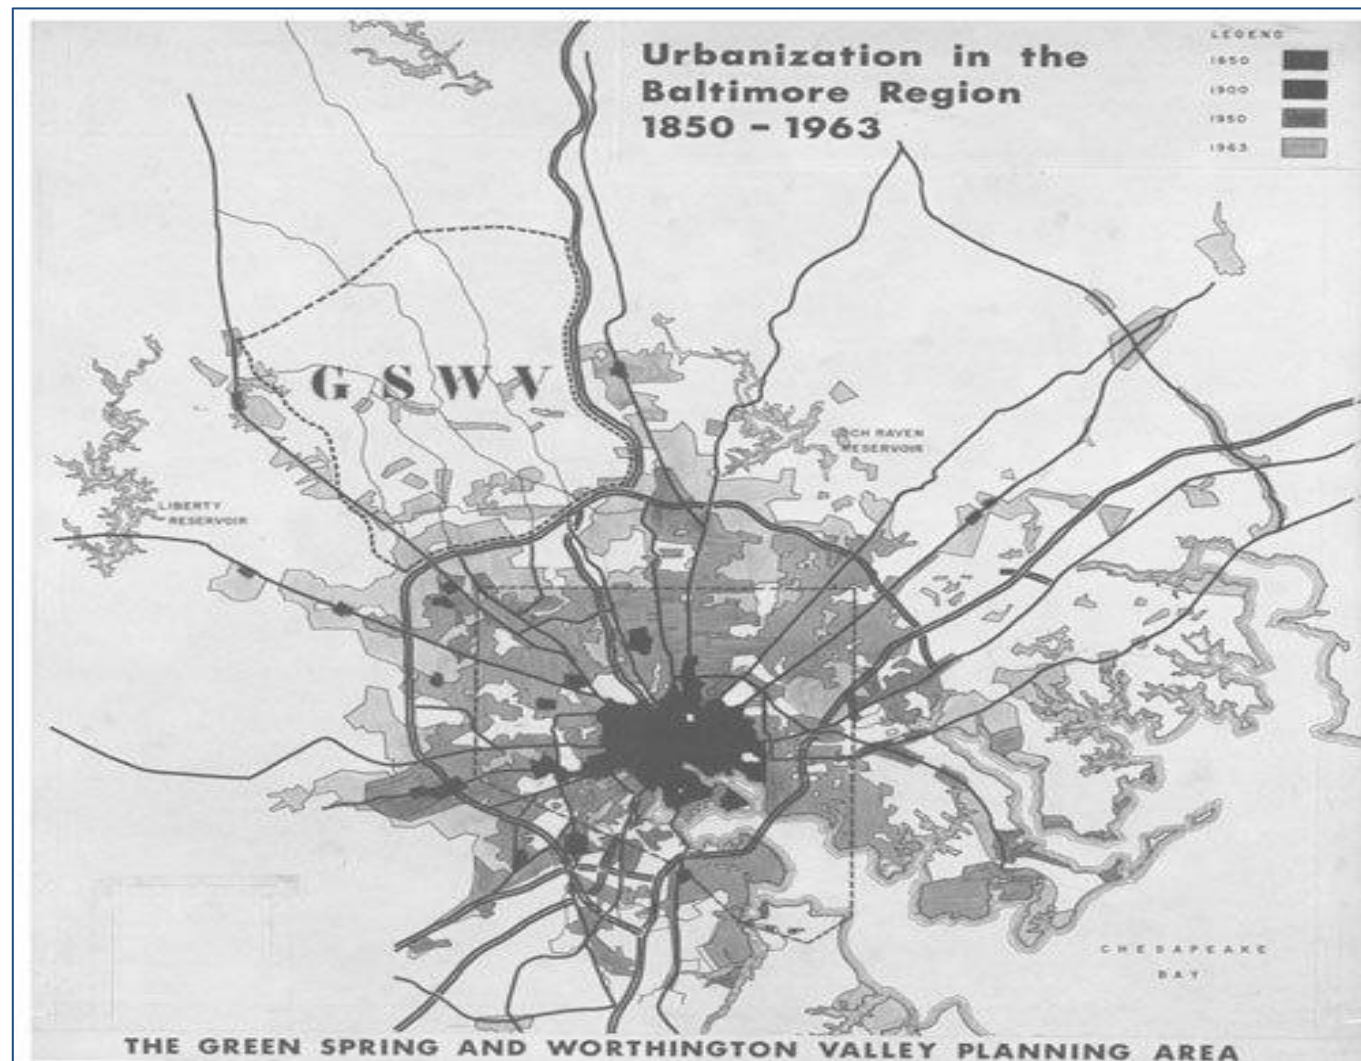 Urbanization in the
Baltimore Region
1850 – 1963
LEGEND
1850
1900
1950
1963
G S W V
RAVEN
RESERVOIR
LIBERTY
RESERVOIR
CHESAPEAKE
BAY
THE GREEN SPRING AND WORTHINGTON VALLEY PLANNING AREA